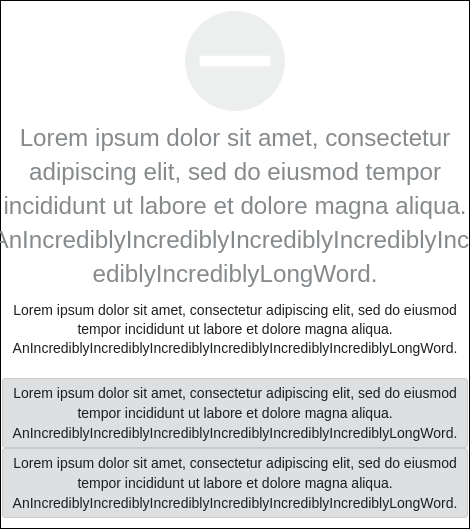 Lorem ipsum dolor sit amet, consectetur
adipiscing elit, sed do eiusmod tempor
incididunt ut labore et dolore magna aliqua.
AnIncrediblyIncrediblyIncrediblyIncrediblyInc
ediblyIncrediblyLongWord.
Lorem ipsum dolor sit amet, consectetur adipiscing elit, sed do eiusmod
tempor incididunt ut labore et dolore magna aliqua.
AnIncrediblyIncrediblyIncrediblyIncrediblyIncrediblyIncrediblyLongWord.
Lorem ipsum dolor sit amet, consectetur adipiscing elit, sed do eiusmod
tempor incididunt ut labore et dolore magna aliqua.
AnIncrediblyIncrediblyIncrediblyIncrediblyIncrediblyIncrediblyLongWord.
Lorem ipsum dolor sit amet, consectetur adipiscing elit, sed do eiusmod
tempor incididunt ut labore et dolore magna aliqua.
AnIncrediblyIncrediblyIncrediblyIncrediblyIncrediblyIncrediblyLongWord.